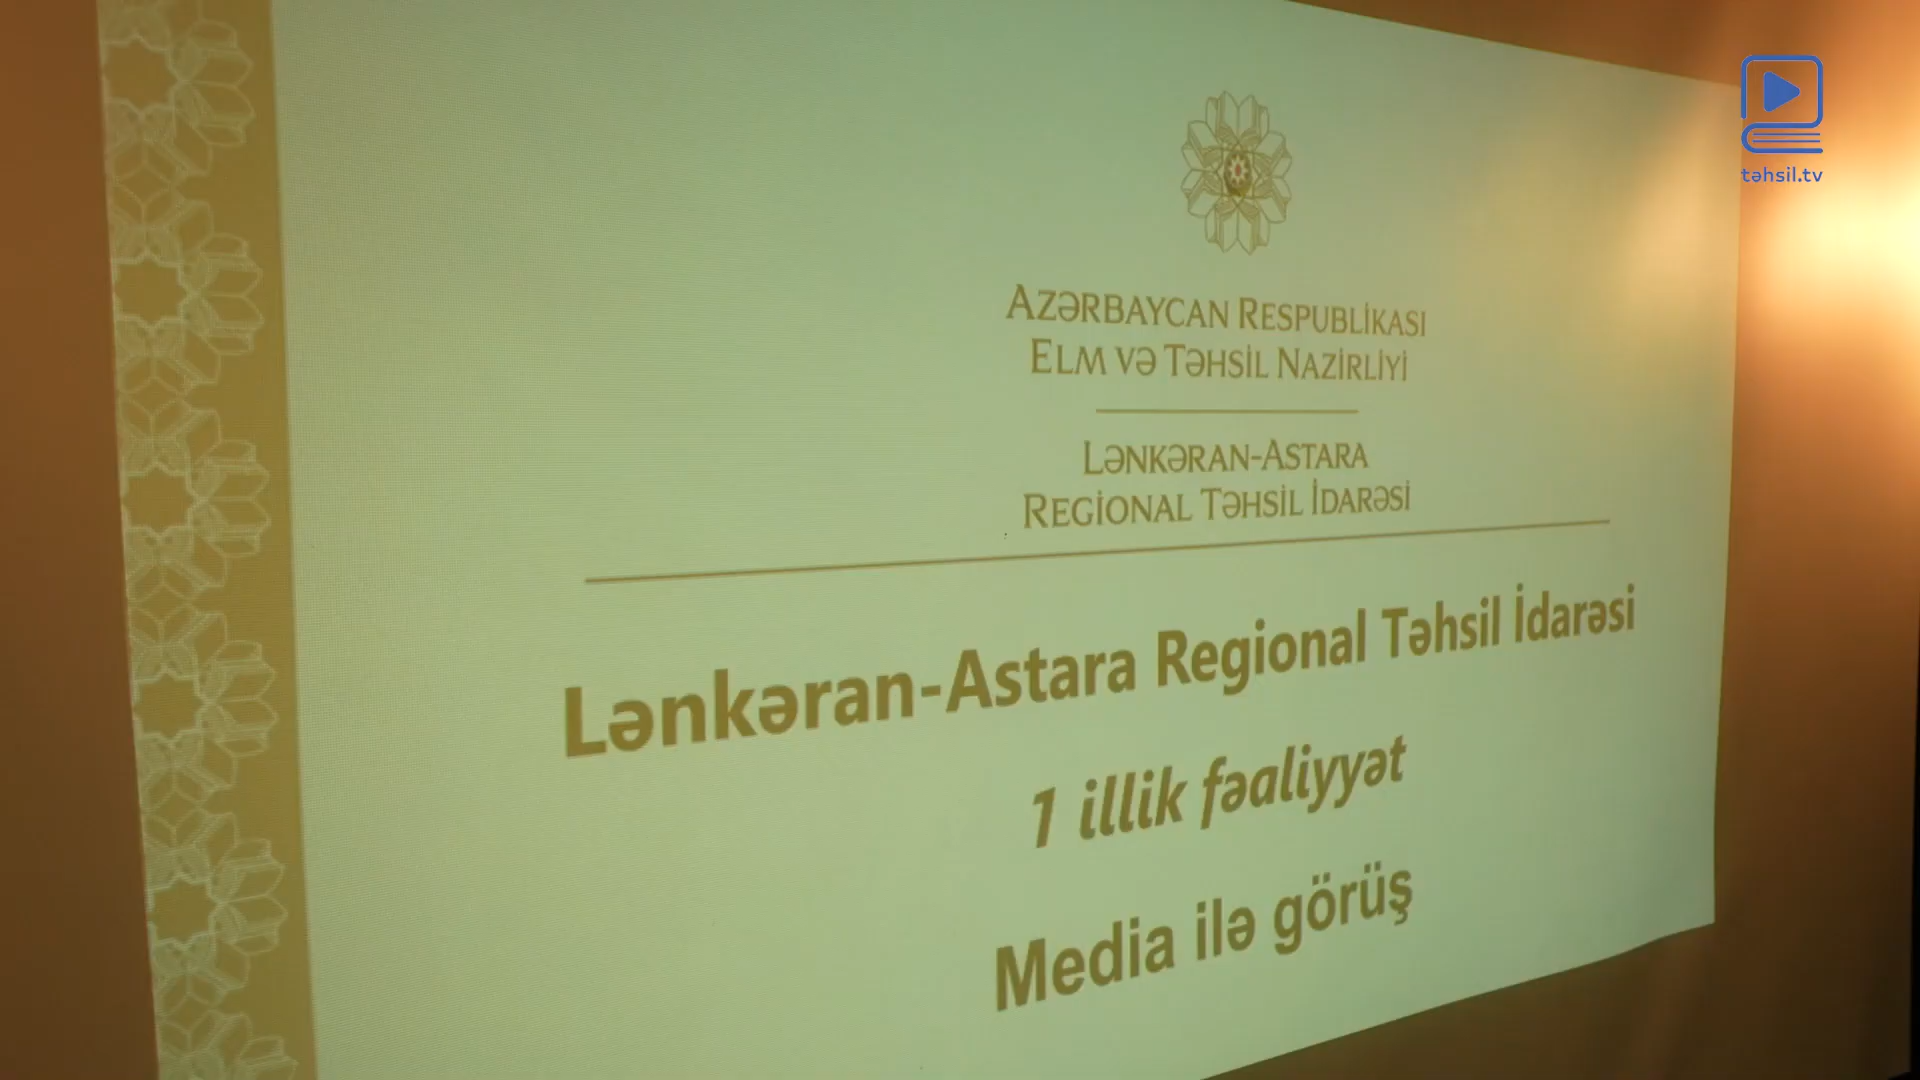 təhsil.tv
AZƏRBAYCAN RESPUBLİKASI
ELM VƏ TƏHSİL NAZİRLİYİ
LƏNKƏRAN-ASTARA
REGİONAL TƏHSİL İDARƏSİ
Lənkəran-Astara Regional Təhsil İdarəsi
1 illik fəaliyyət
Media ilə görüş